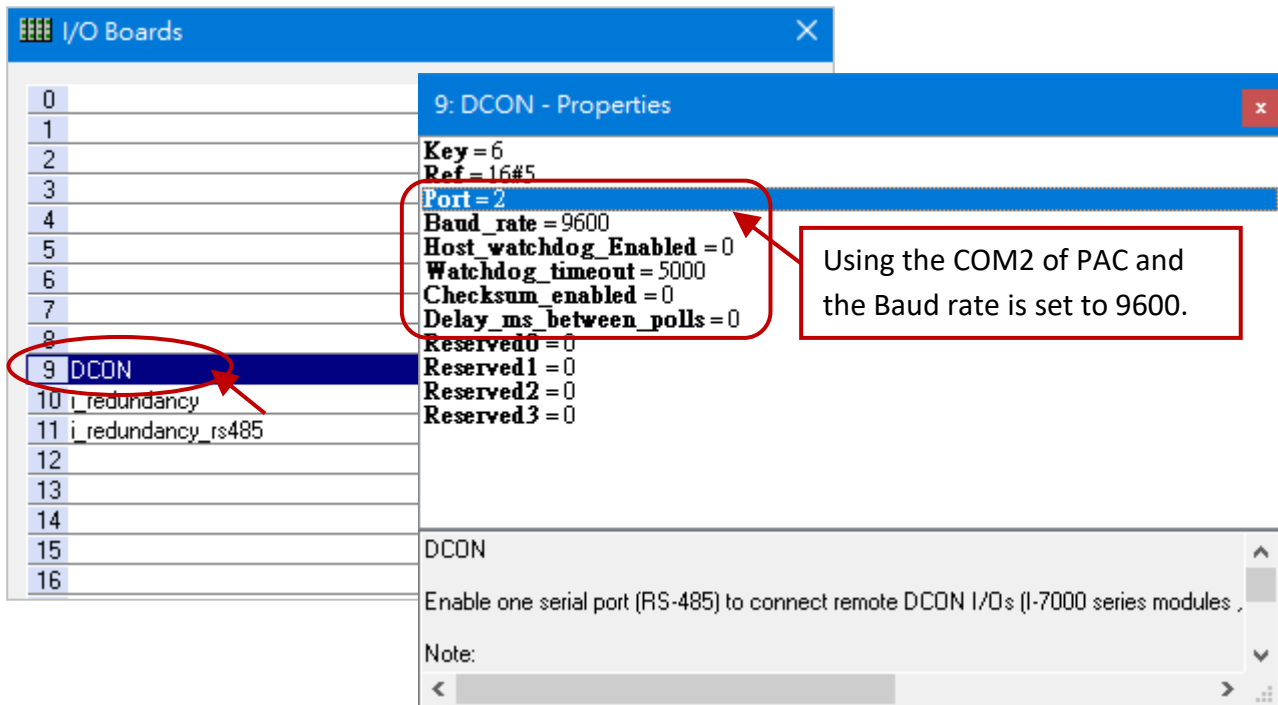 I/O Boards
0
1
2
3
4
5
6
7
8
9 DCON
10 i_redundancy
11 i_redundancy_rs485
12
13
14
15
16
9: DCON - Properties
x
Key = 6
Ref = 16#5
Port = 2
Baud_rate = 9600
Host_watchdog_Enabled = 0
Watchdog_timeout = 5000
Checksum_enabled = 0
Delay_ms_between_polls = 0
Reserved0 = 0
Reserved1 = 0
Reserved2 = 0
Reserved3 = 0
Using the COM2 of PAC and
the Baud rate is set to 9600.
DCON
Enable one serial port (RS-485) to connect remote DCON I/Os (I-7000 series modules ,
Note: